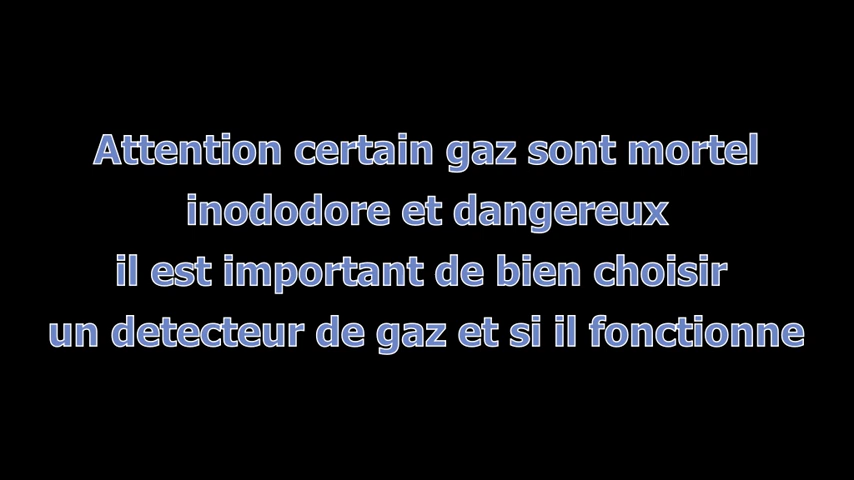 Attention certain gaz sont mortel
inododore et dangereux
il est important de bien choisir
un detecteur de gaz et si il fonctionne